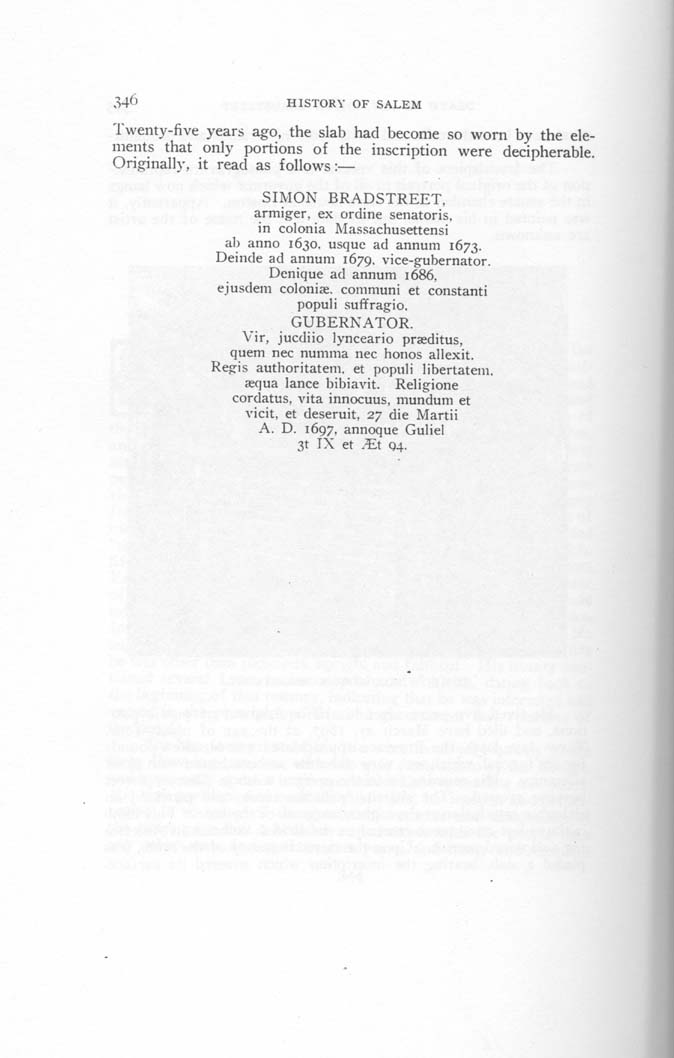 346 HISTORY OF SALEM
Twenty-five years ago, the slab had become so worn by the ele-
ments that only portions of the inscription were decipherable.
Originally, it read as follows:—
SIMON BRADSTREET,
armiger, ex ordine senatoris,
in colonia Massachusettensi
ab anno 1630, usque ad annum 1673.
Deinde ad annum 1679, vice-gubernator.
Denique ad annum 1686,
ejusdem coloniæ, communi et constanti
populi suffragio,
GUBERNATOR.
Vir, jucdiio lynceario præditus,
quem nec numma nec honos allexit.
Regis authoritatem, et populi libertatem,
æqua lance bibiavit. Religione
cordatus, vita innocuus, mundum et
vicit, et deseruit, 27 die Martii
A. D. 1697, annoque Guliel
3t IX et Æt 94.